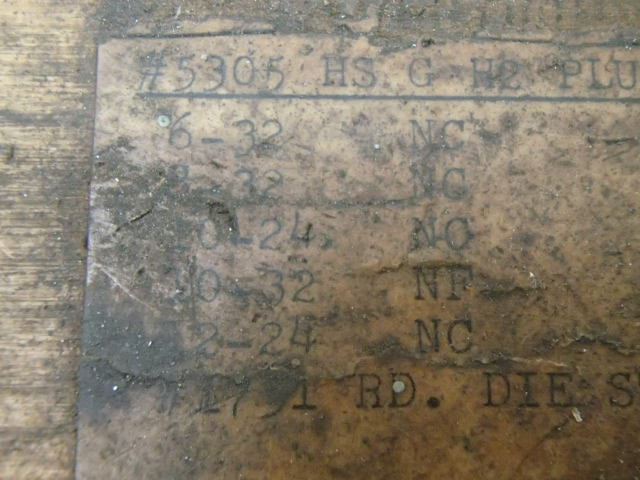 #5305 HS G H2 PLU
6-32 NC
8-32 NC
10-24 NC
10-32 NF
12-24 NC
RD. DIE S